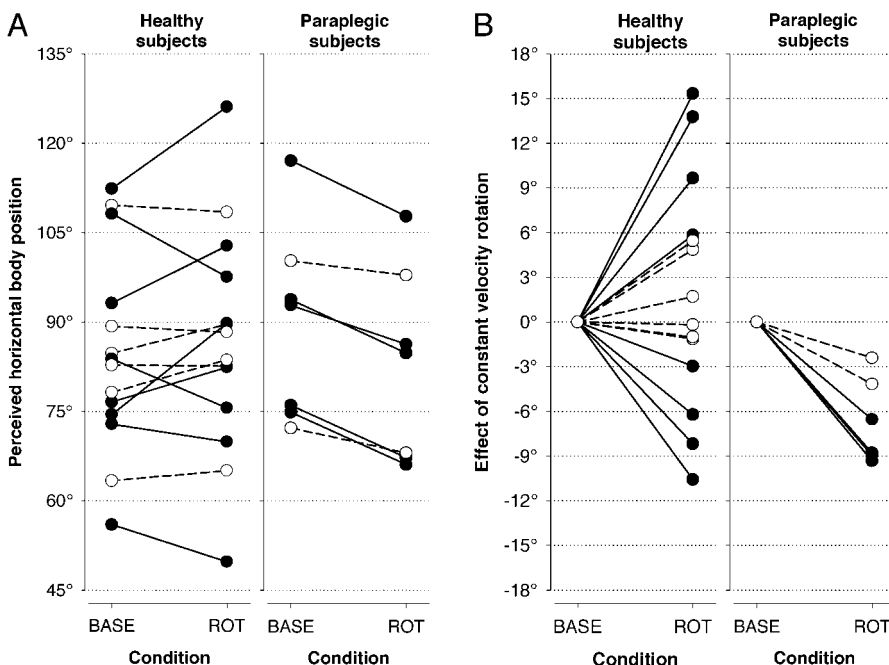 A
Healthy
subjects
Paraplegic
subjects
Perceived horizontal body position
135°
120°
105°
90°
75°
60°
45°
BASE
ROT
BASE
ROT
Condition
Condition
B
Healthy
subjects
Paraplegic
subjects
Effect of constant velocity rotation
18°
15°
12°
9°
6°
3°
0°
-3°
-6°
-9°
-12°
-15°
-18°
BASE
ROT
BASE
ROT
Condition
Condition